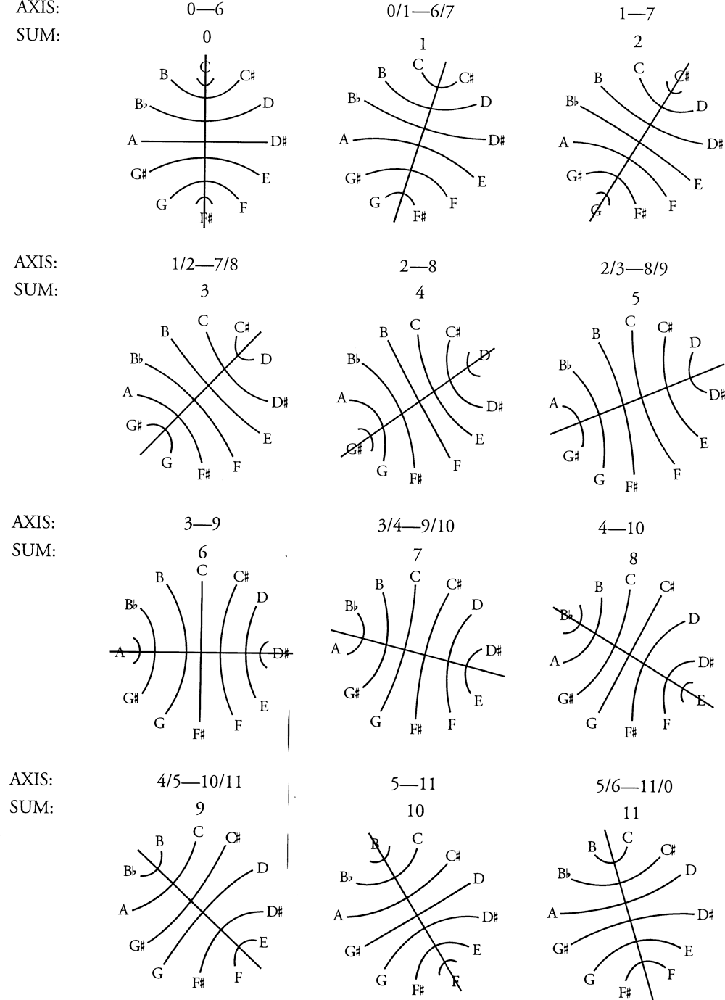 AXIS: 0—6 0/1—6/7 1—7
SUM: 0 1 2
C C C
B C♯ B C♯ B C♯
B♭ D B♭ D B♭ D
A D♯ A D♯ A D♯
G♯ E G♯ E G♯ E
G F G F G F
F♯ F♯ F♯
AXIS: 1/2—7/8 2—8 2/3—8/9
SUM: 3 4 5
C C C
B C♯ B C♯ B C♯
B♭ D B♭ D B♭ D
A D♯ A D♯ A D♯
G♯ E G♯ E G♯ E
G F G F G F
F♯ F♯ F♯
AXIS: 3—9 3/4—9/10 4—10
SUM: 6 7 8
C C C
B C♯ B C♯ B C♯
B♭ D B♭ D B♭ D
A D♯ A D♯ A D♯
G♯ E G♯ E G♯ E
G F G F G F
F♯ F♯ F♯
AXIS: 4/5—10/11 5—11 5/6—11/0
SUM: 9 10 11
C C C
B C♯ B C♯ B C♯
B♭ D B♭ D B♭ D
A D♯ A D♯ A D♯
G♯ E G♯ E G♯ E
G F G F G F
F♯ F♯ F♯